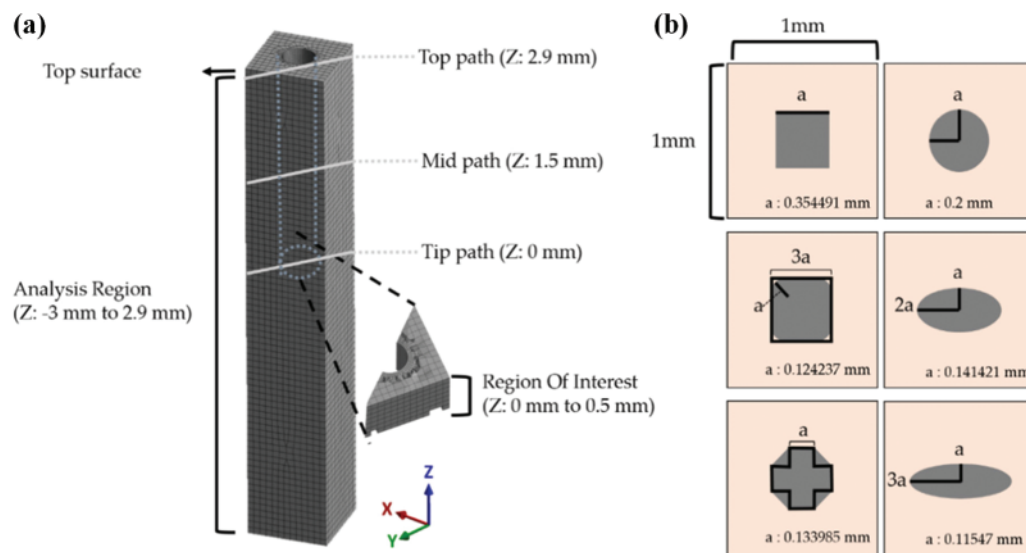 (a)
Top surface
Top path (Z: 2.9 mm)
Mid path (Z: 1.5 mm)
Tip path (Z: 0 mm)
Analysis Region
(Z: -3 mm to 2.9 mm)
Region Of Interest
(Z: 0 mm to 0.5 mm)
Z
X
Y
(b)
1mm
1mm
a
a : 0.354491 mm
a
a : 0.2 mm
3a
a
a : 0.124237 mm
a
2a
a : 0.141421 mm
a
a : 0.133985 mm
a
3a
a : 0.11547 mm